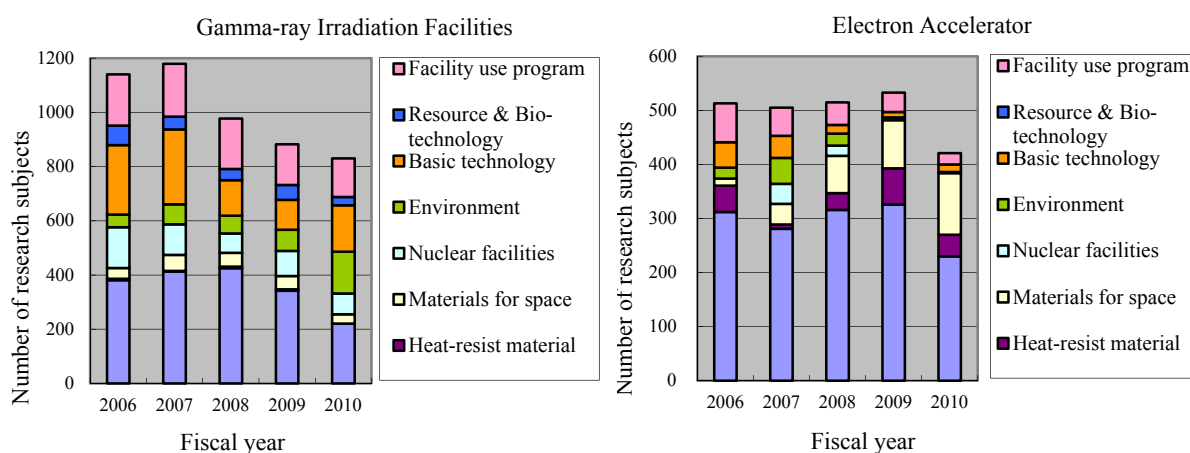 Gamma-ray Irradiation Facilities
Number of research subjects
1200
1000
800
600
400
200
0
2006 2007 2008 2009 2010
Fiscal year
Facility use program
Resource & Bio-
technology
Basic technology
Environment
Nuclear facilities
Materials for space
Heat-resist material
Electron Accelerator
Number of research subjects
600
500
400
300
200
100
0
2006 2007 2008 2009 2010
Fiscal year
Facility use program
Resource & Bio-
technology
Basic technology
Environment
Nuclear facilities
Materials for space
Heat-resist material